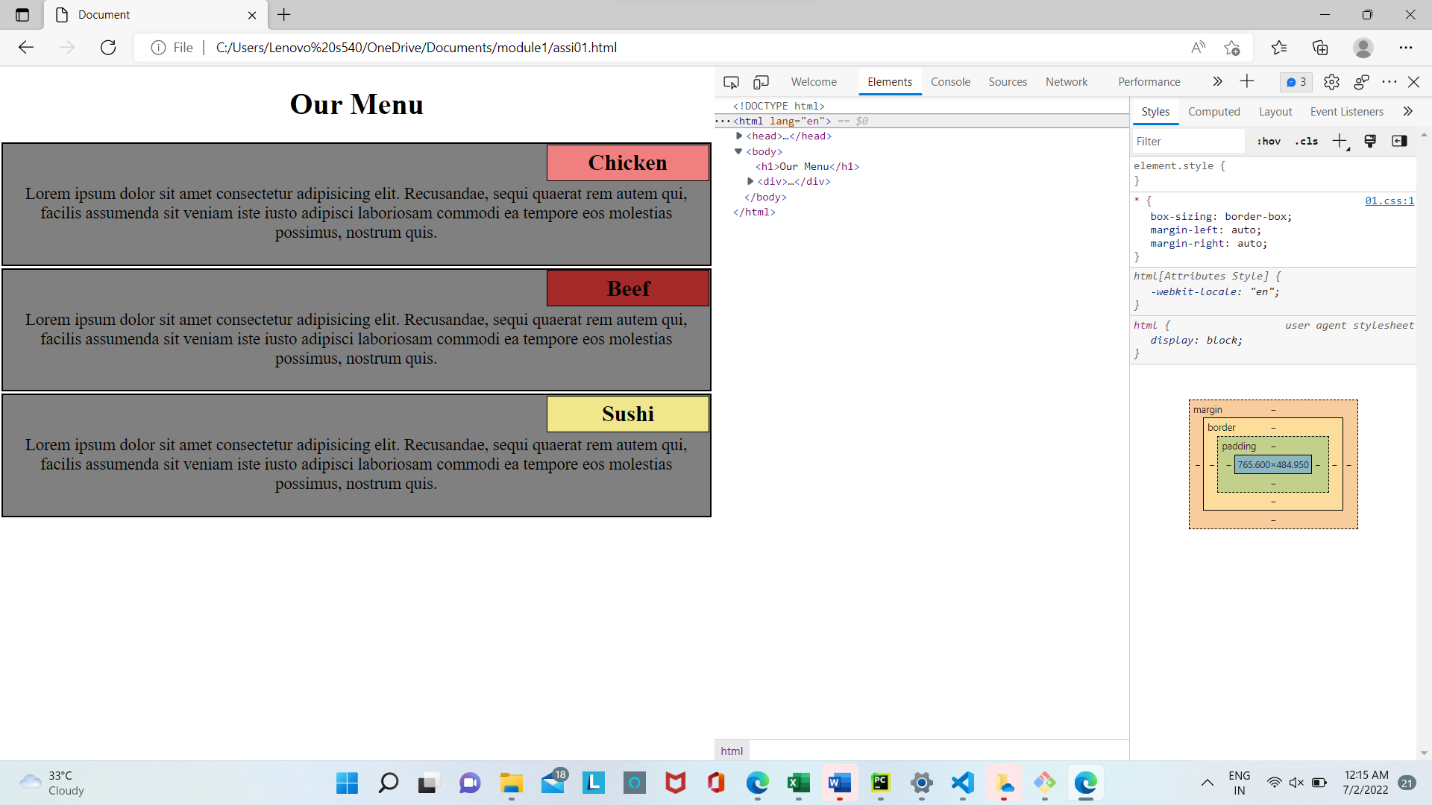 Document
File
C:/Users/Lenovo%20s540/OneDrive/Documents/module1/assi01.html
Our Menu
Chicken
Lorem ipsum dolor sit amet consectetur adipisicing elit. Recusandae, sequi quaerat rem autem qui,
facilis assumenda sit veniam iste iusto adipisci laboriosam commodi ea tempore eos molestias
possimus, nostrum quis.
Beef
Lorem ipsum dolor sit amet consectetur adipisicing elit. Recusandae, sequi quaerat rem autem qui,
facilis assumenda sit veniam iste iusto adipisci laboriosam commodi ea tempore eos molestias
possimus, nostrum quis.
Sushi
Lorem ipsum dolor sit amet consectetur adipisicing elit. Recusandae, sequi quaerat rem autem qui,
facilis assumenda sit veniam iste iusto adipisci laboriosam commodi ea tempore eos molestias
possimus, nostrum quis.
Welcome Elements Console Sources Network Performance 3
<!DOCTYPE html>
<html lang="en"> == $0
<head>…</head>
<body>
<h1>Our Menu</h1>
<div>…</div>
</body>
</html>
html
Styles Computed Layout Event Listeners
Filter :hov .cls
element.style {
}
* { 01.css:1
box-sizing: border-box;
margin-left: auto;
margin-right: auto;
}
html[Attributes Style] {
-webkit-locale: "en";
}
html { user agent stylesheet
display: block;
}
margin –
border –
padding –
– – – 765.600×484.950 – – –
–
–
–
33°C
Cloudy
18
L
PC
ENG
IN
12:15 AM
7/2/2022
21